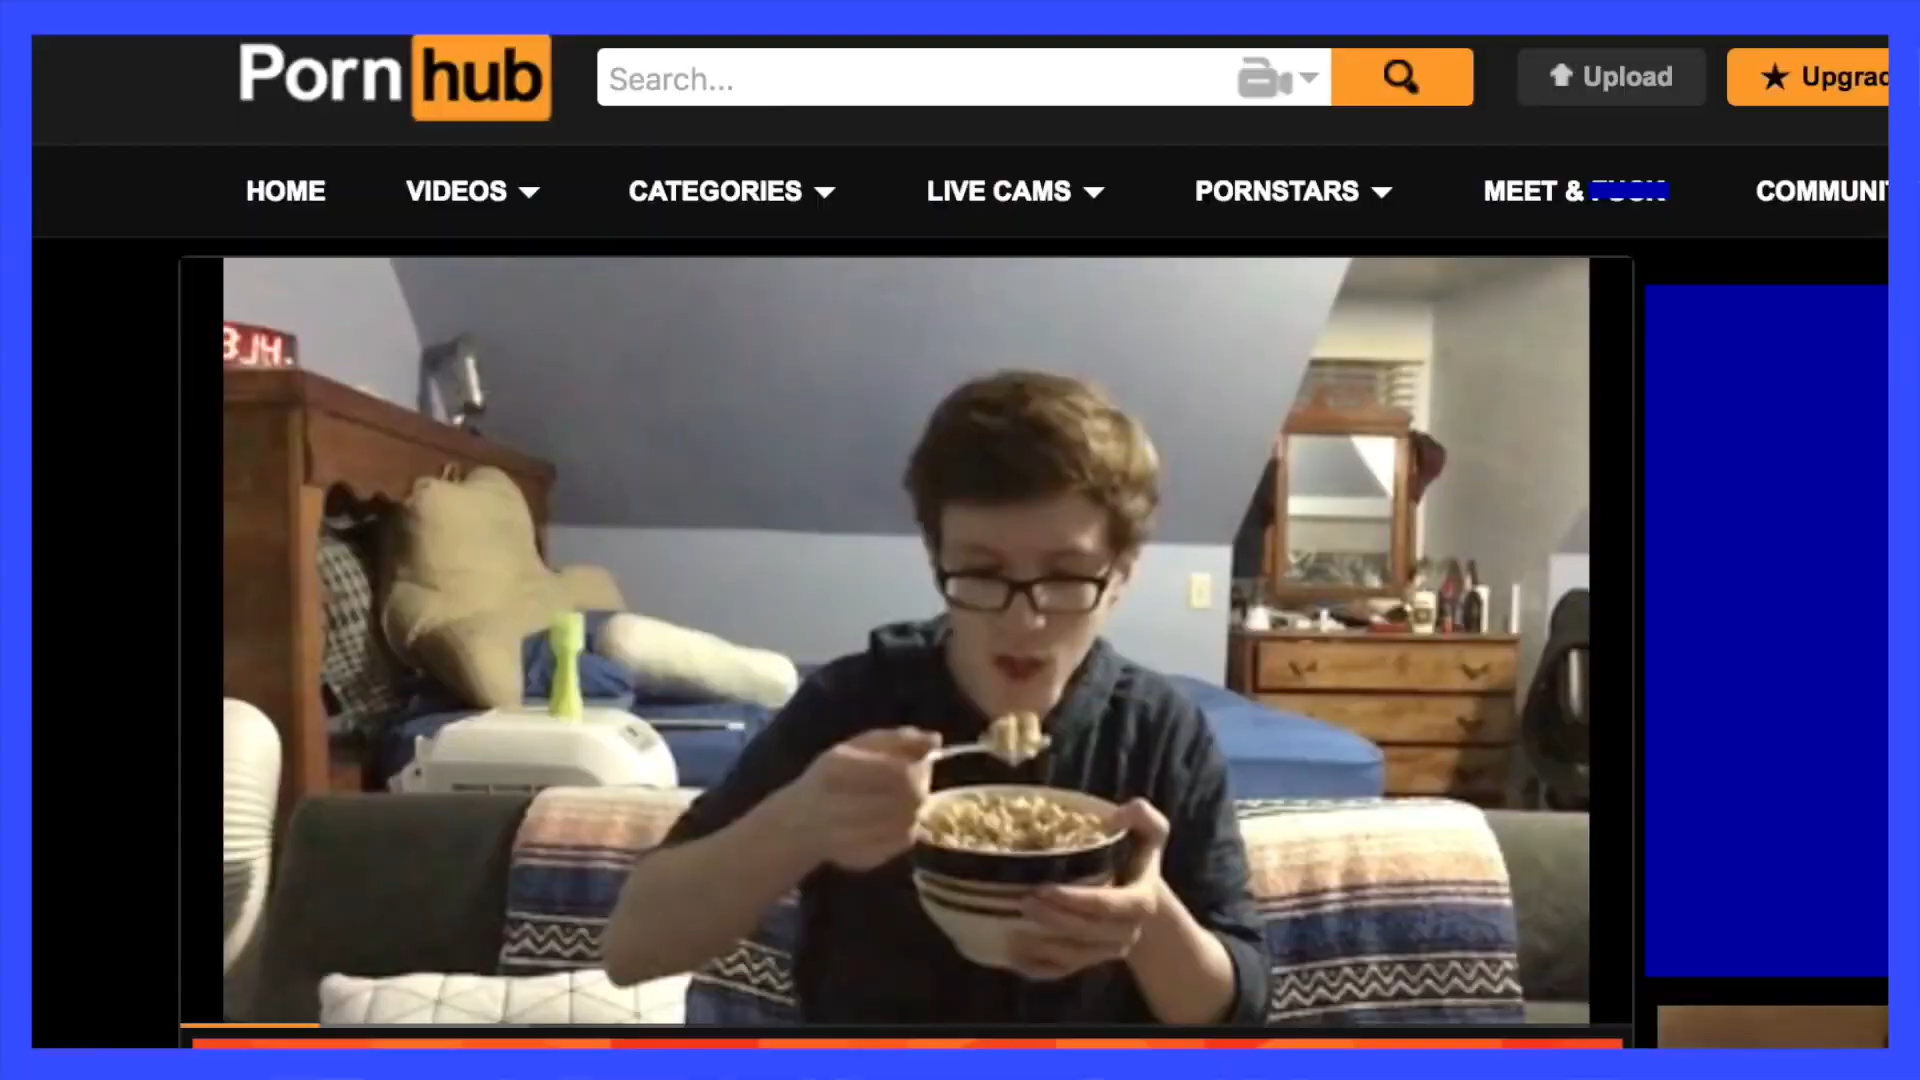 Porn hub
Search...
Upload
Upgrad
HOME
VIDEOS
CATEGORIES
LIVE CAMS
PORNSTARS
MEET &
COMMUNI